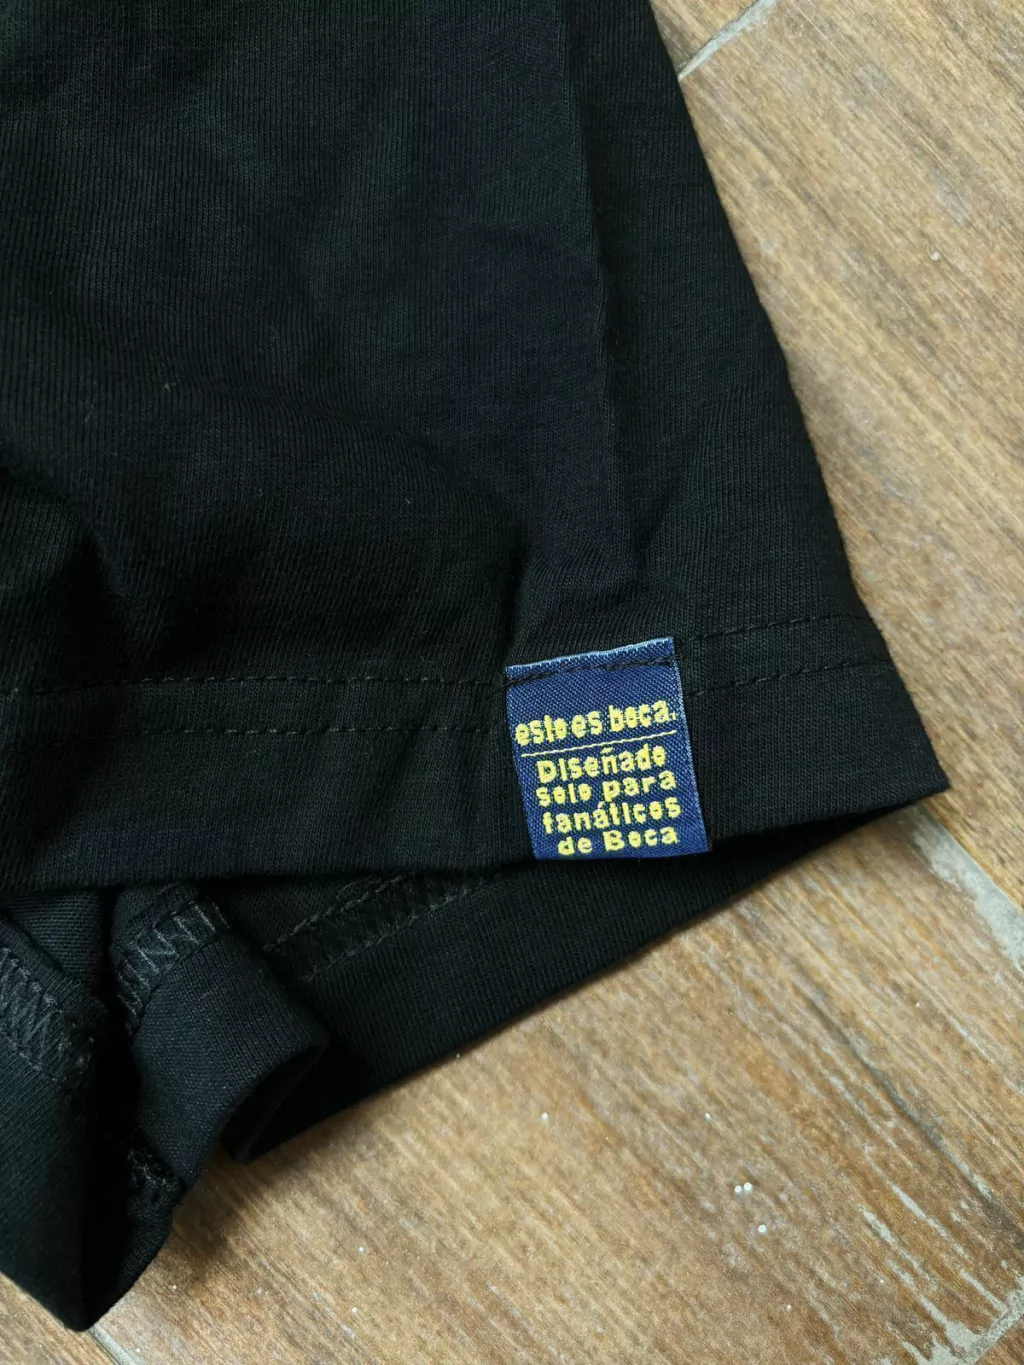 esto es boca.
Diseñado
solo para
fanáticos
de Boca